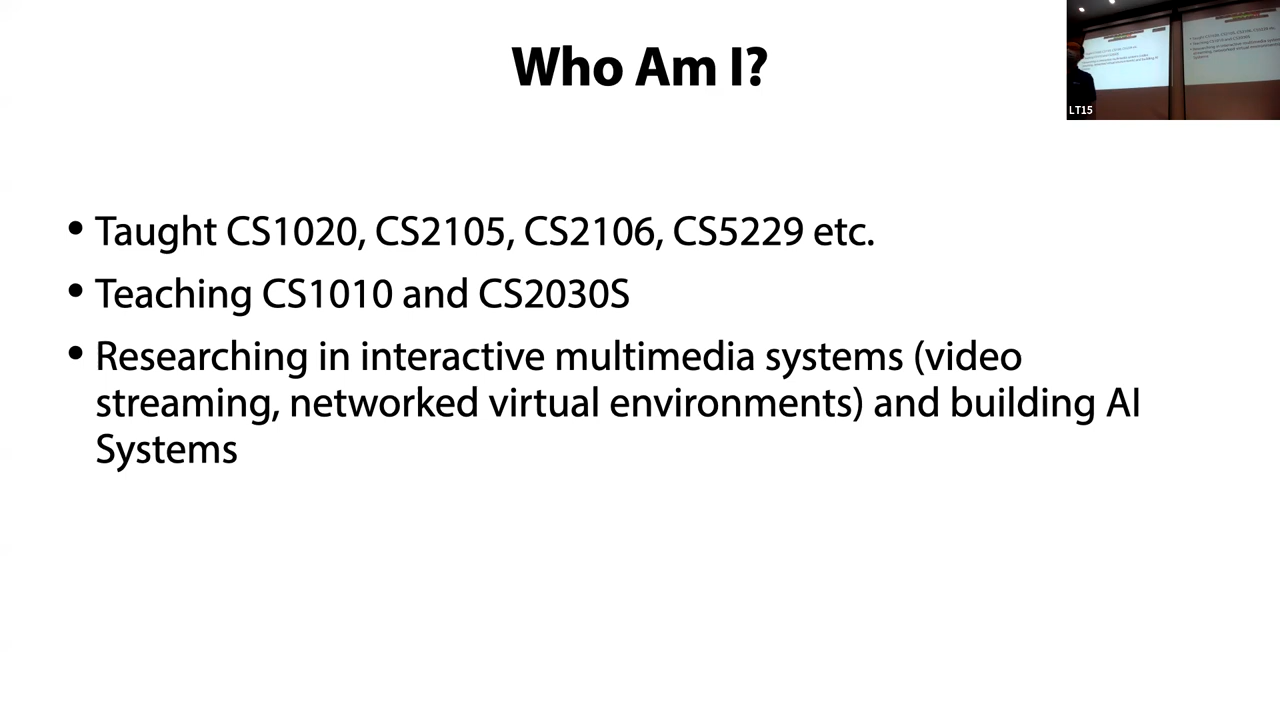 Who Am I?
LT15
• Taught CS1020, CS2105, CS2106, CS5229 etc.
• Teaching CS1010 and CS2030S
• Researching in interactive multimedia systems (video
streaming, networked virtual environments) and building AI
Systems